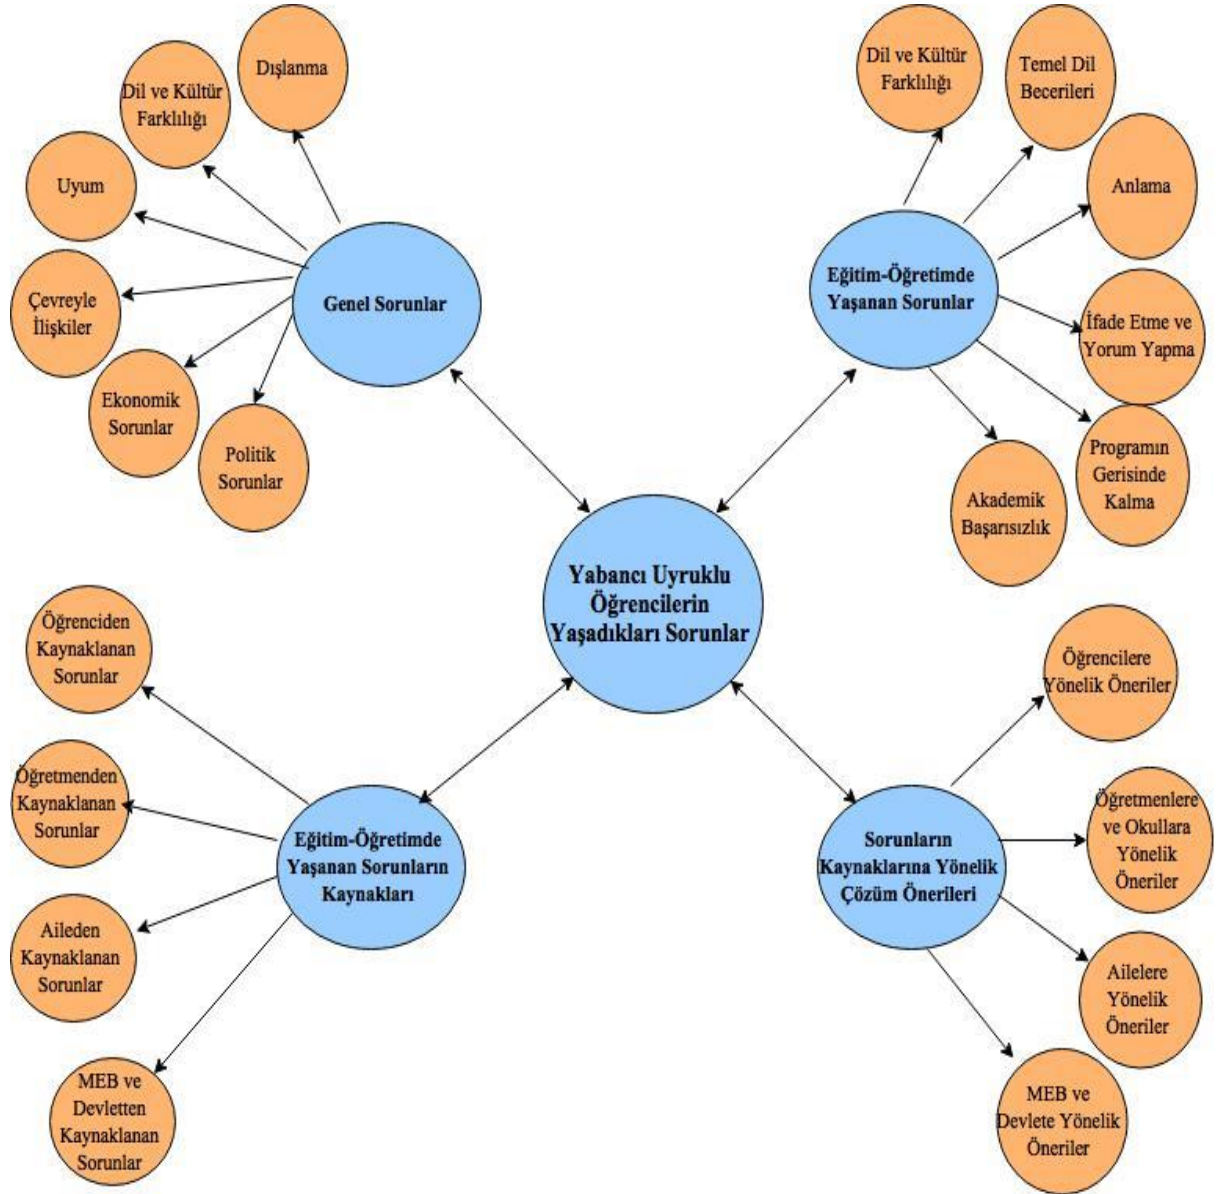 Dışlanma
Dil ve Kültür
Farklılığı
Uyum
Çevreyle
İlişkiler
Ekonomik
Sorunlar
Politik
Sorunlar
Genel Sorunlar
Dil ve Kültür
Farklılığı
Temel Dil
Becerileri
Anlama
İfade Etme ve
Yorum Yapma
Programın
Gerisinde
Kalma
Akademik
Başarısızlık
Eğitim-Öğretimde
Yaşanan Sorunlar
Yabancı Uyruklu
Öğrencilerin
Yaşadıkları Sorunlar
Öğrenciden
Kaynaklanan
Sorunlar
Öğretmenden
Kaynaklanan
Sorunlar
Aileden
Kaynaklanan
Sorunlar
MEB ve
Devletten
Kaynaklanan
Sorunlar
Eğitim-Öğretimde
Yaşanan Sorunların
Kaynakları
Sorunların
Kaynaklarına Yönelik
Çözüm Önerileri
Öğrencilere
Yönelik Öneriler
Öğretmenlere
ve Okullara
Yönelik
Öneriler
Ailelere
Yönelik
Öneriler
MEB ve
Devlete Yönelik
Öneriler